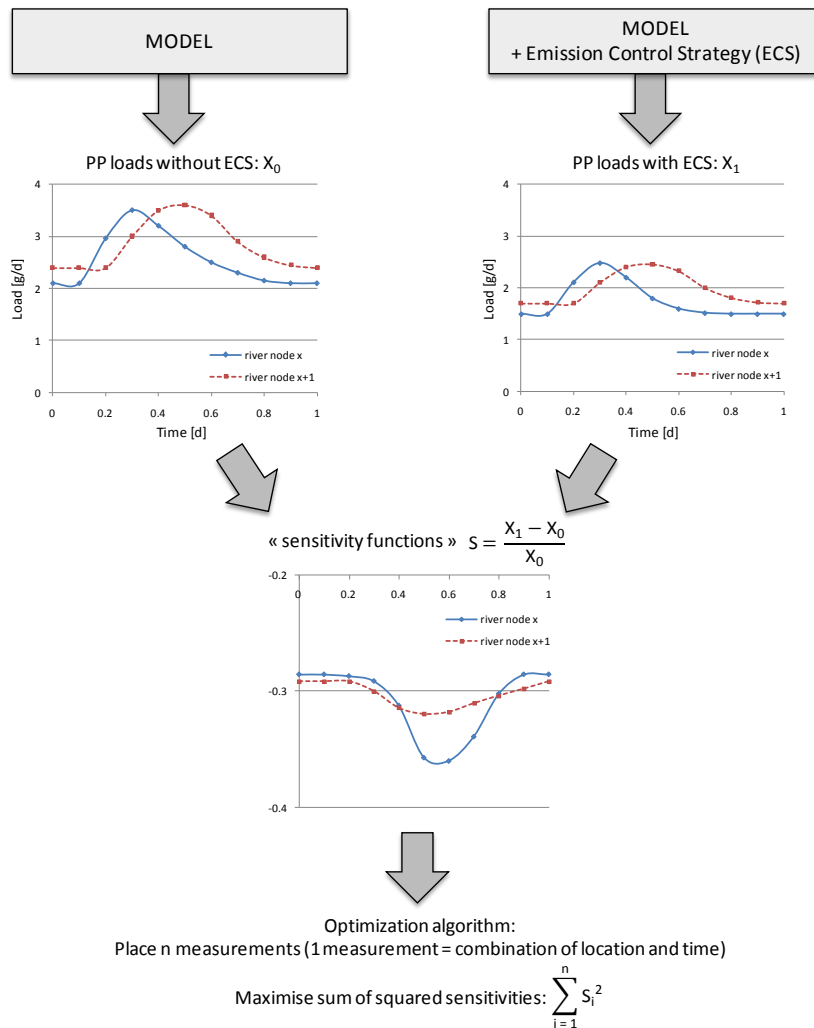 MODEL
MODEL
+ Emission Control Strategy (ECS)
PP loads without ECS: X0
PP loads with ECS: X1
4
3
2
1
0
Load [g/d]
river node x
river node x+1
0 0.2 0.4 0.6 0.8 1
Time [d]
4
3
2
1
0
Load [g/d]
river node x
river node x+1
0 0.2 0.4 0.6 0.8 1
Time [d]
« sensitivity functions » S = (X1 − X0) / X0
-0.2
-0.3
-0.4
0 0.2 0.4 0.6 0.8 1
river node x
river node x+1
Optimization algorithm:
Place n measurements (1 measurement = combination of location and time)
Maximise sum of squared sensitivities: n ∑ i = 1 Si2